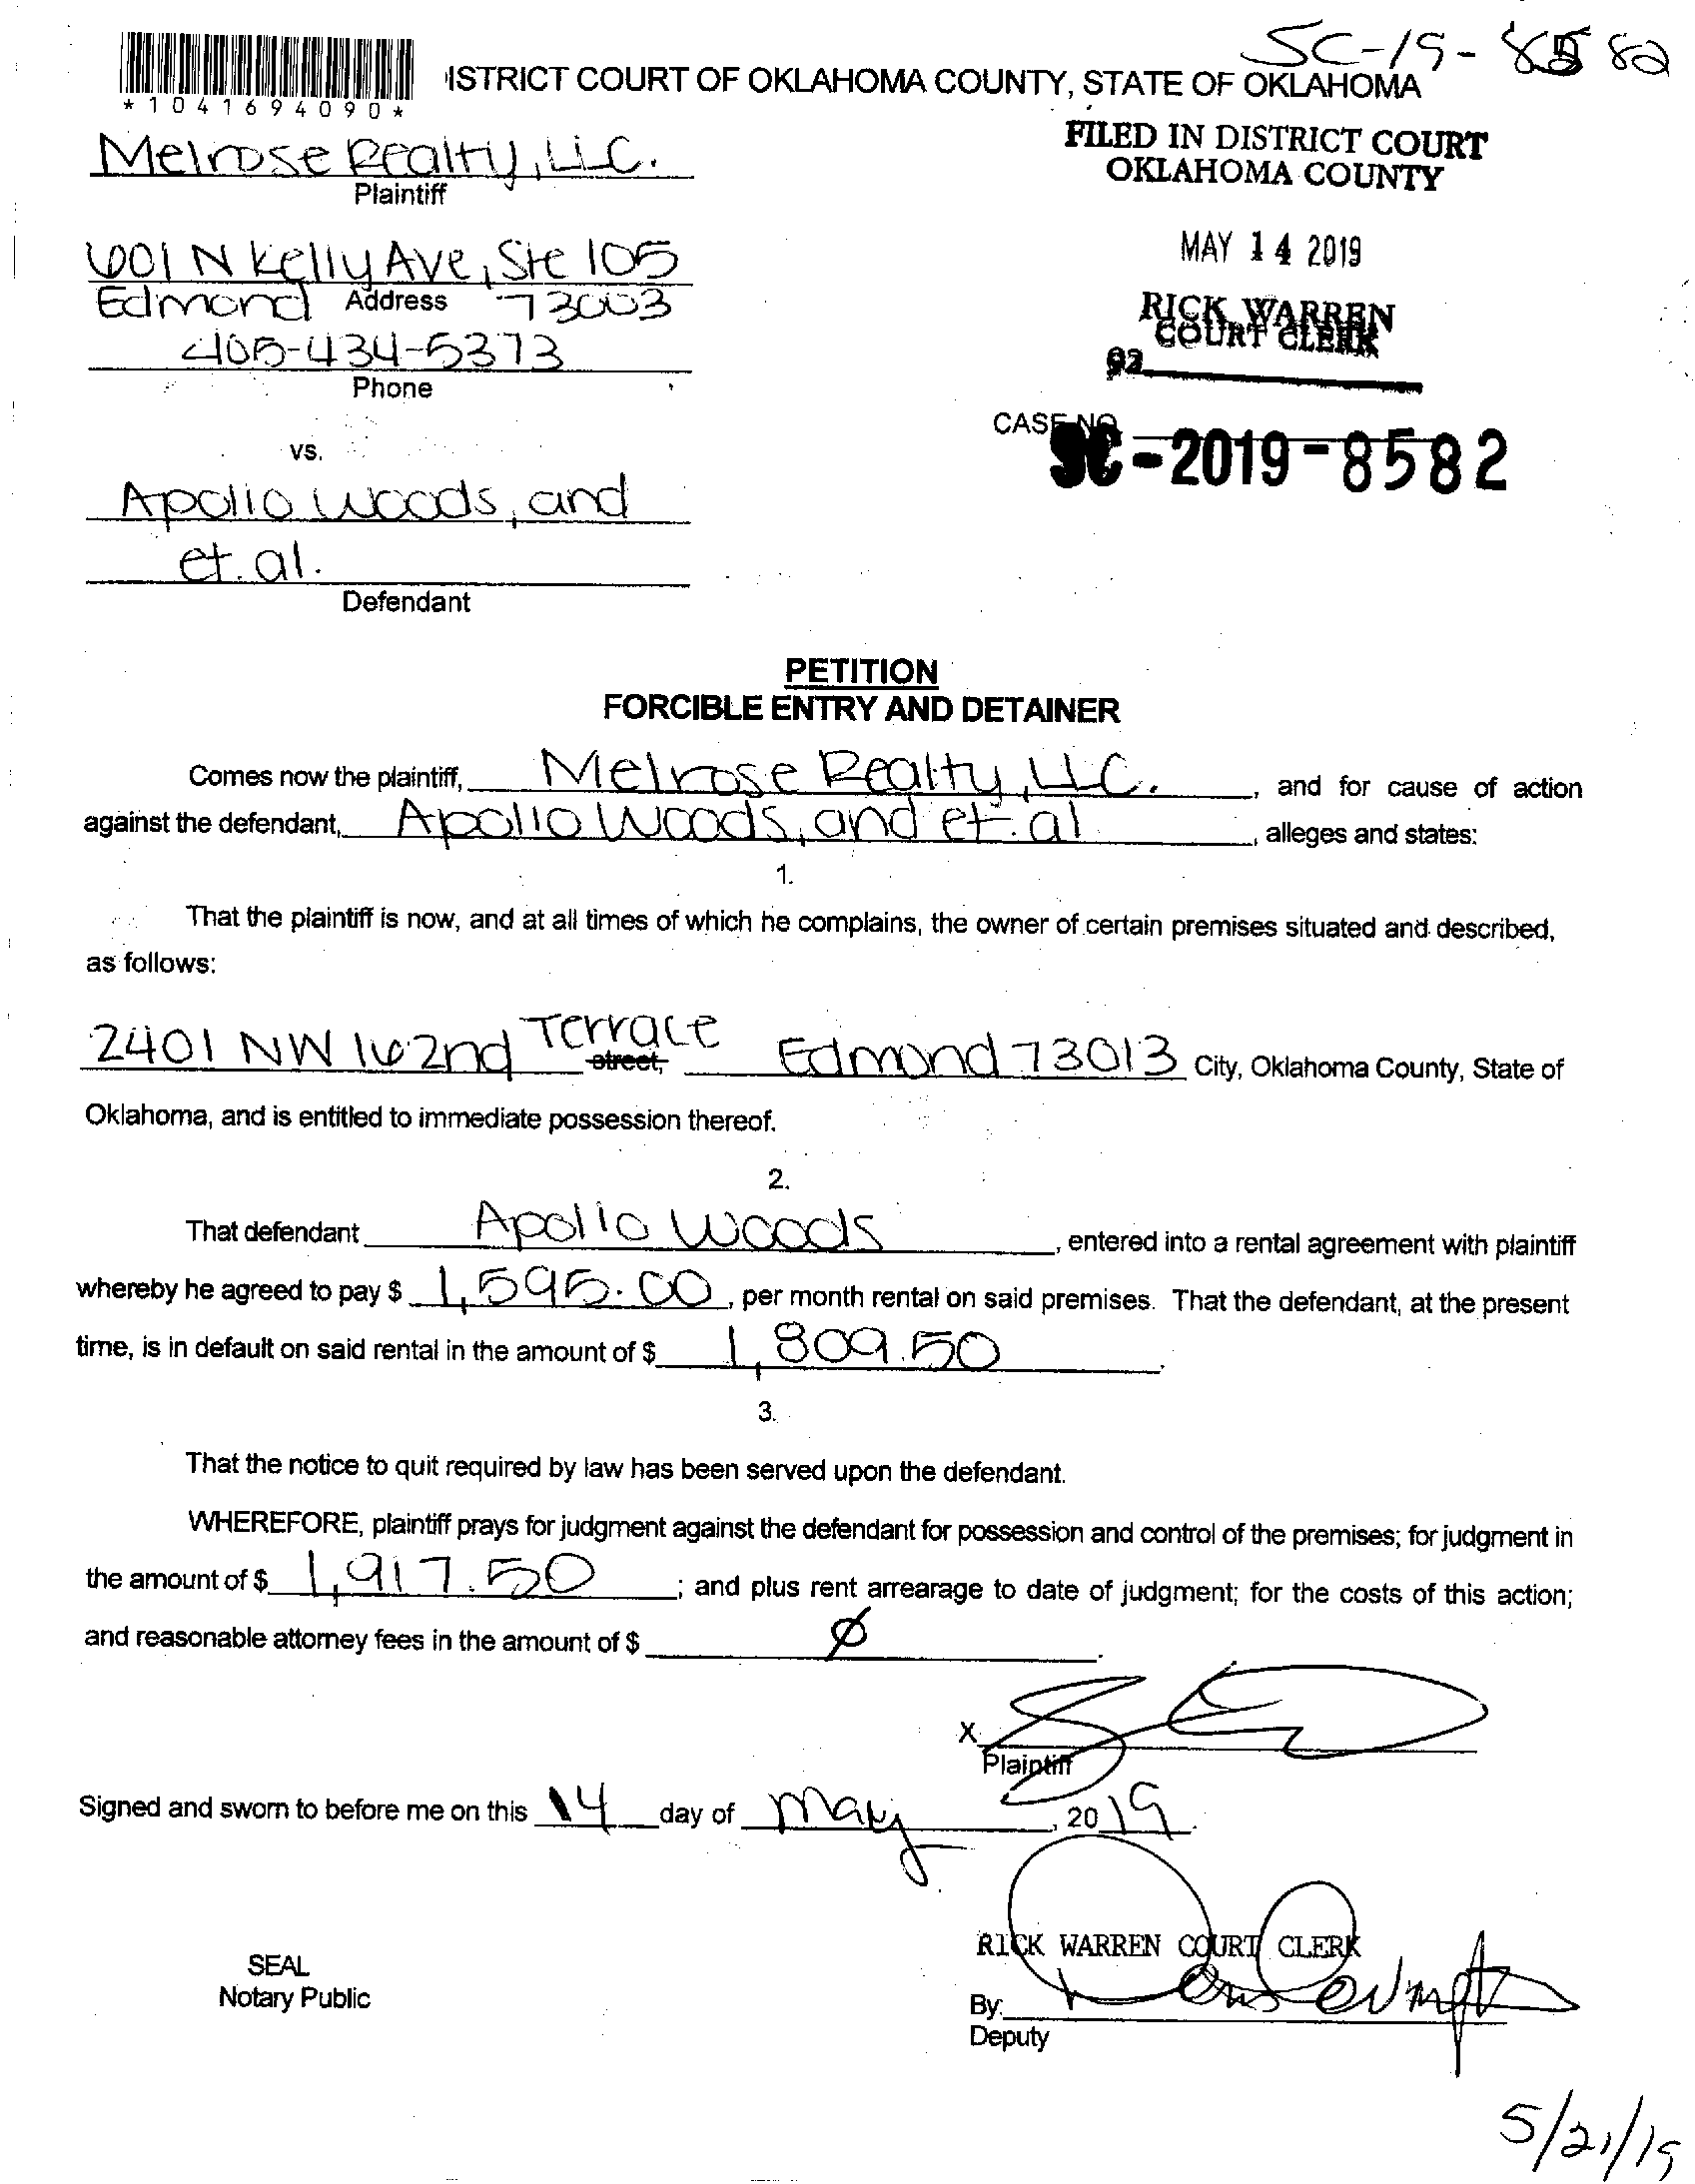 SC-19-8582
*1041694090*
ISTRICT COURT OF OKLAHOMA COUNTY, STATE OF OKLAHOMA
Melrose Realty, LLC.
Plaintiff
FILED IN DISTRICT COURT
OKLAHOMA COUNTY
MAY 14 2019
RICK WARREN
COURT CLERK
92
601 N Kelly Ave, Ste 105
Edmond Address 73003
405-434-5373
Phone
CASE NO.
SC-2019-8582
vs.
Apollo Woods, and
et. al.
Defendant
PETITION
FORCIBLE ENTRY AND DETAINER
Comes now the plaintiff, Melrose Realty, LLC. , and for cause of action
against the defendant, Apollo Woods, and et. al , alleges and states:
1.
That the plaintiff is now, and at all times of which he complains, the owner of certain premises situated and described,
as follows:
2401 NW 162nd Terrace street, Edmond 73013 City, Oklahoma County, State of
Oklahoma, and is entitled to immediate possession thereof.
2.
That defendant Apollo Woods , entered into a rental agreement with plaintiff
whereby he agreed to pay $ 1,595.00 , per month rental on said premises. That the defendant, at the present
time, is in default on said rental in the amount of $ 1,809.50 .
3.
That the notice to quit required by law has been served upon the defendant.
WHEREFORE, plaintiff prays for judgment against the defendant for possession and control of the premises; for judgment in
the amount of $ 1,917.50 ; and plus rent arrearage to date of judgment; for the costs of this action;
and reasonable attorney fees in the amount of $ Ø .
X
Plaintiff
Signed and sworn to before me on this 14 day of May , 2019.
RICK WARREN COURT CLERK
SEAL
Notary Public
By:
Deputy
5/21/19